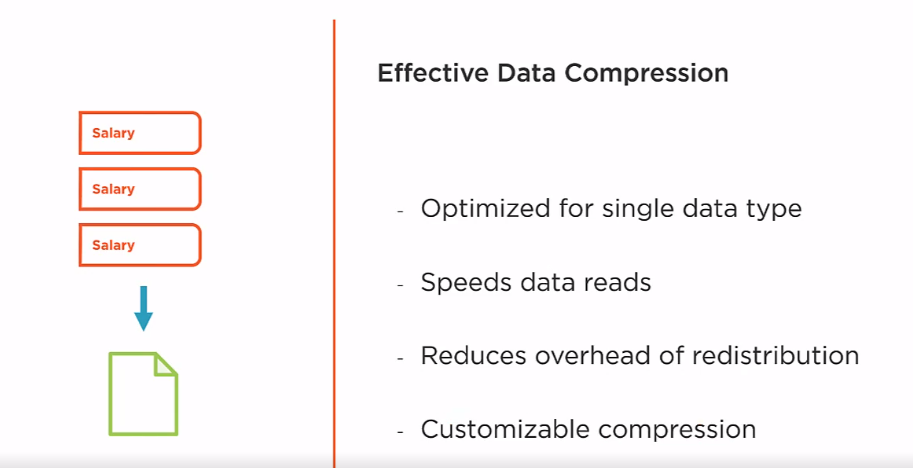 Effective Data Compression
Salary
Salary
Salary
- Optimized for single data type
- Speeds data reads
- Reduces overhead of redistribution
- Customizable compression